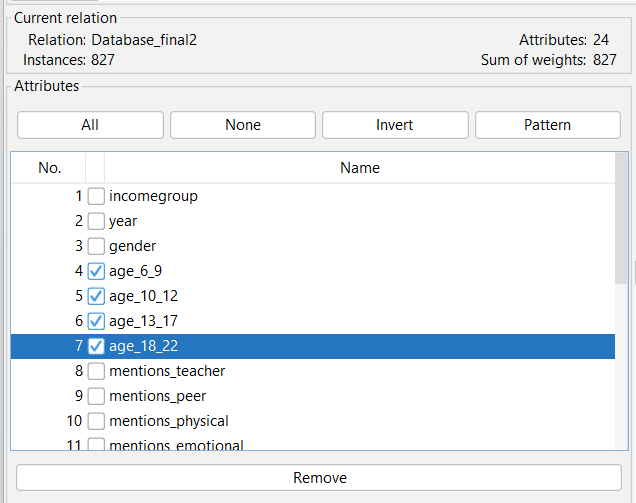 Current relation
Relation: Database_final2 Attributes: 24
Instances: 827 Sum of weights: 827
Attributes
All None Invert Pattern
No. Name
1 incomegroup
2 year
3 gender
4 age_6_9
5 age_10_12
6 age_13_17
7 age_18_22
8 mentions_teacher
9 mentions_peer
10 mentions_physical
11 mentions_emotional
Remove